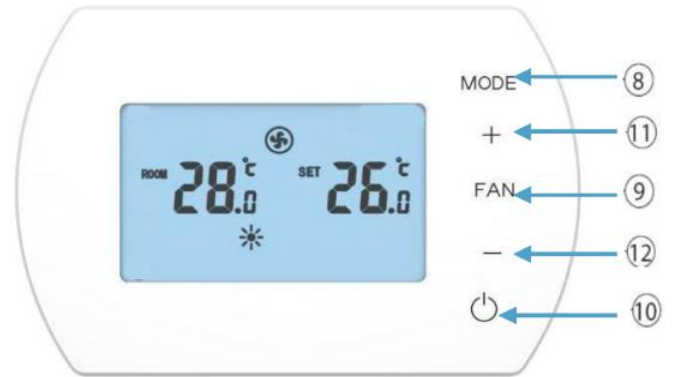 MODE ⑧
+ ⑪
ROOM 28.0 °C SET 26.0 °C
FAN ⑨
− ⑫
⑩